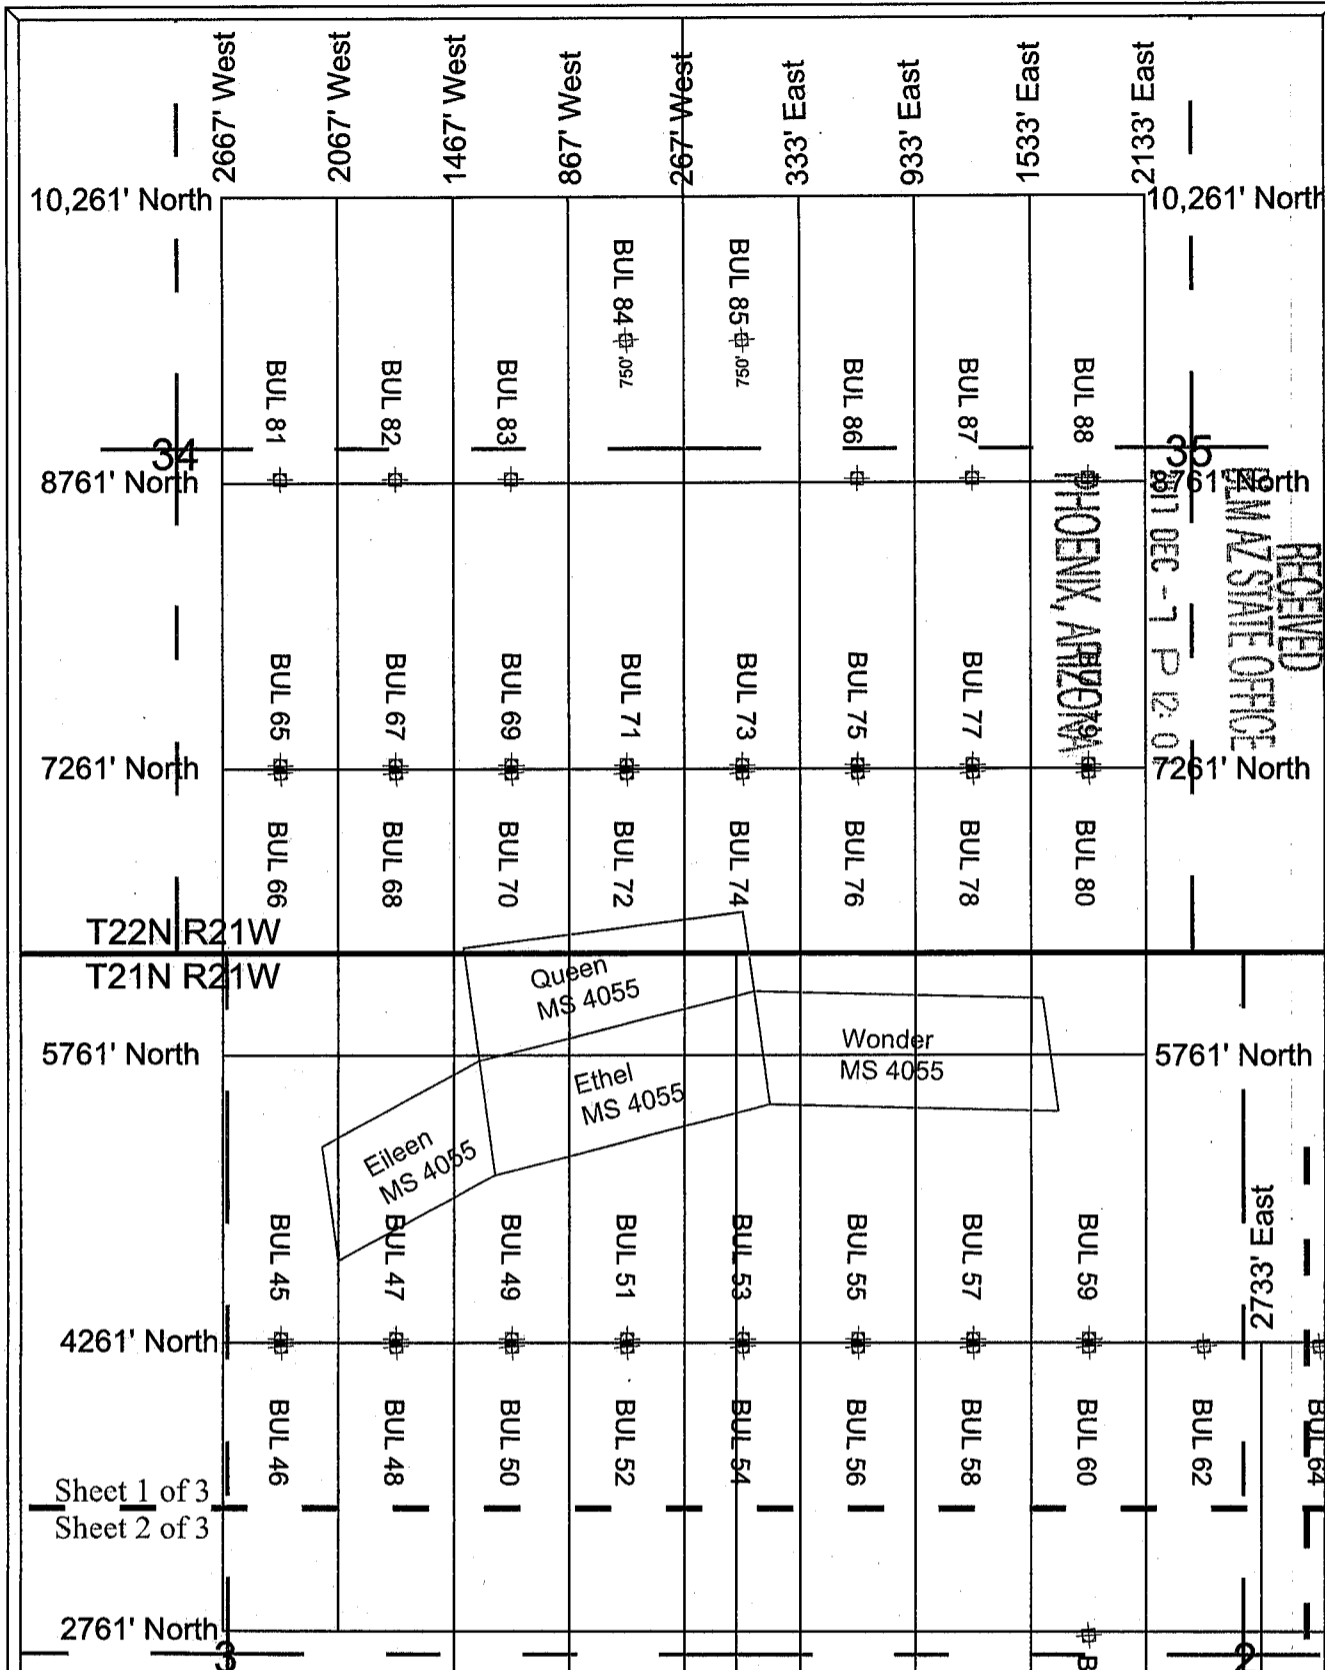 2667' West
2067' West
1467' West
867' West
267' West
333' East
933' East
1533' East
2133' East
10,261' North
10,261' North
BUL 84
750'
BUL 85
750'
BUL 81
BUL 82
BUL 83
BUL 86
BUL 87
BUL 88
34
35
8761' North
8761' North
RECEIVED
BLM AZ STATE OFFICE
DEC -7 P 12:0
PHOENIX, ARIZONA
BUL 65
BUL 67
BUL 69
BUL 71
BUL 73
BUL 75
BUL 77
BUL 79
7261' North
7261' North
BUL 66
BUL 68
BUL 70
BUL 72
BUL 74
BUL 76
BUL 78
BUL 80
T22N R21W
T21N R21W
Queen
MS 4055
5761' North
Wonder
MS 4055
5761' North
Ethel
MS 4055
Eileen
MS 4055
BUL 45
BUL 47
BUL 49
BUL 51
BUL 53
BUL 55
BUL 57
BUL 59
2733' East
4261' North
BUL 46
BUL 48
BUL 50
BUL 52
BUL 54
BUL 56
BUL 58
BUL 60
BUL 62
BUL 64
Sheet 1 of 3
Sheet 2 of 3
2761' North
3
2
B